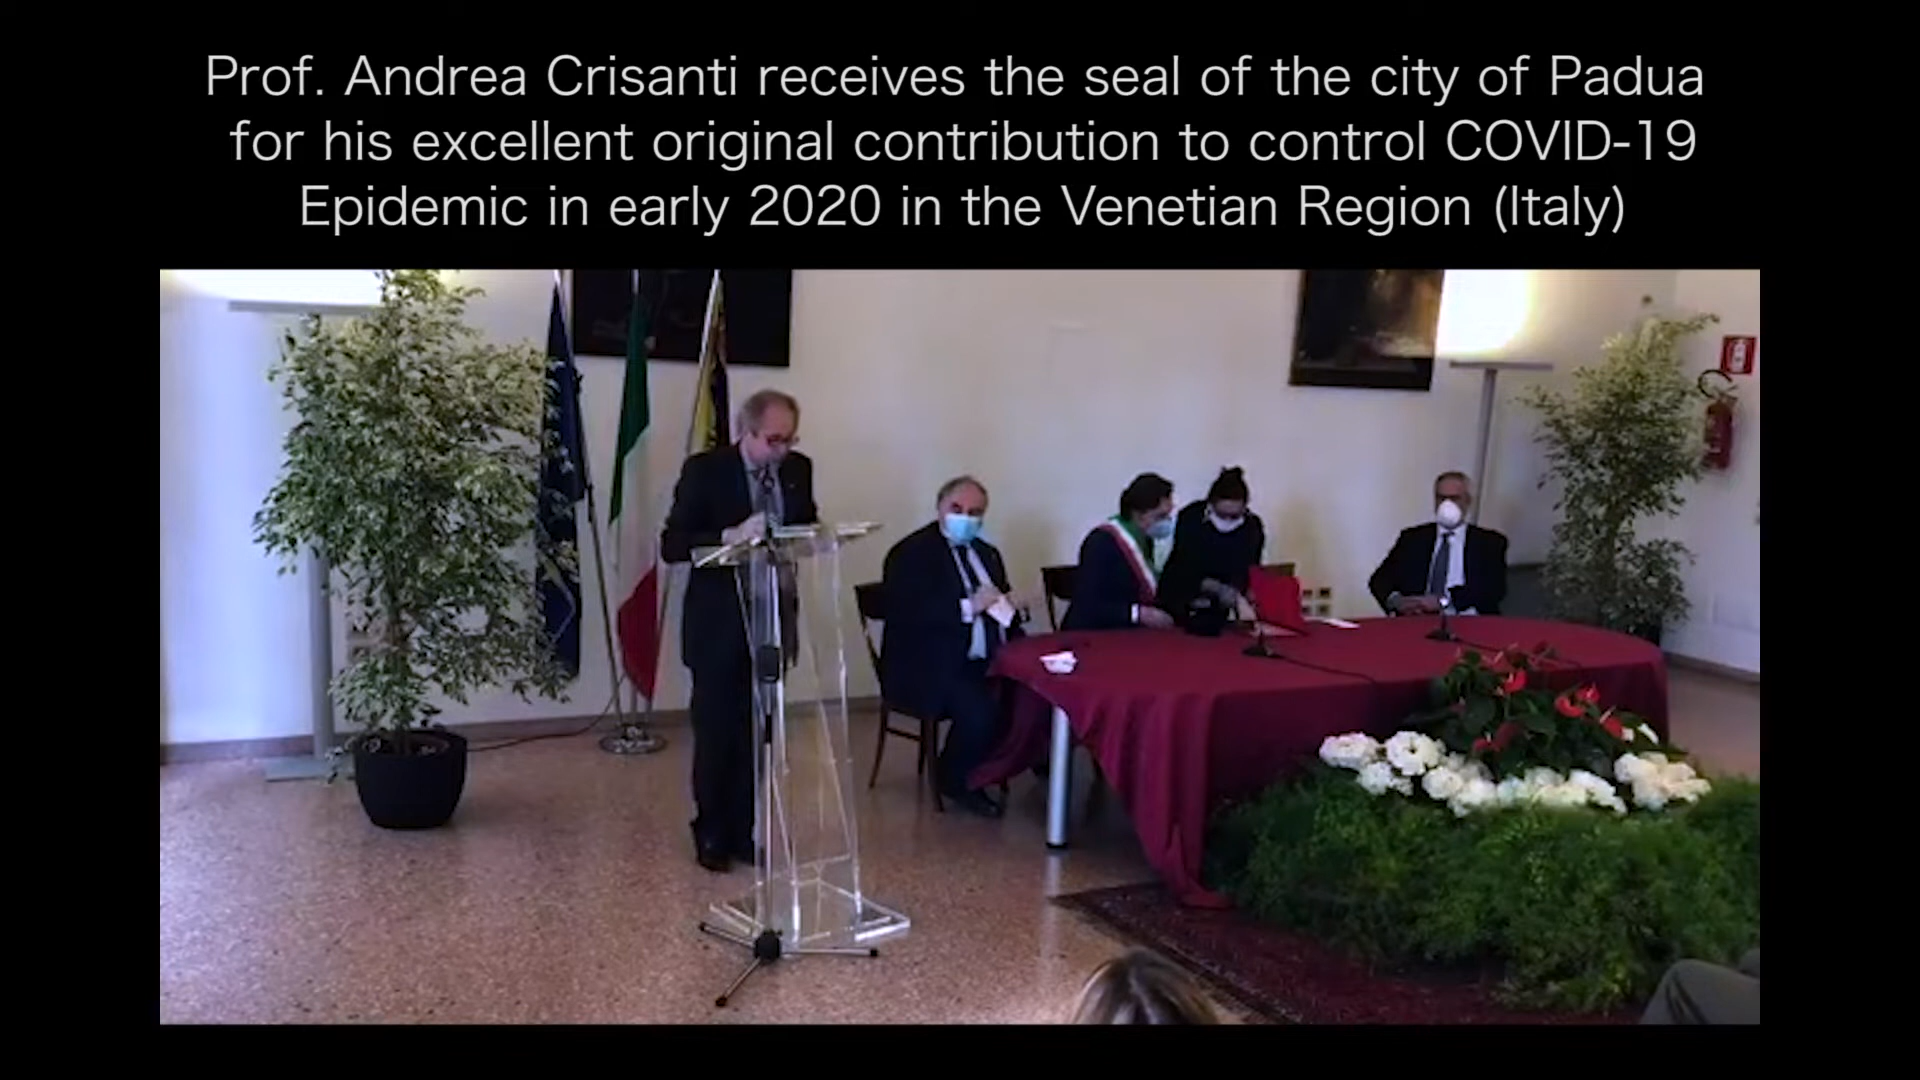 Prof. Andrea Crisanti receives the seal of the city of Padua
for his excellent original contribution to control COVID-19
Epidemic in early 2020 in the Venetian Region (Italy)